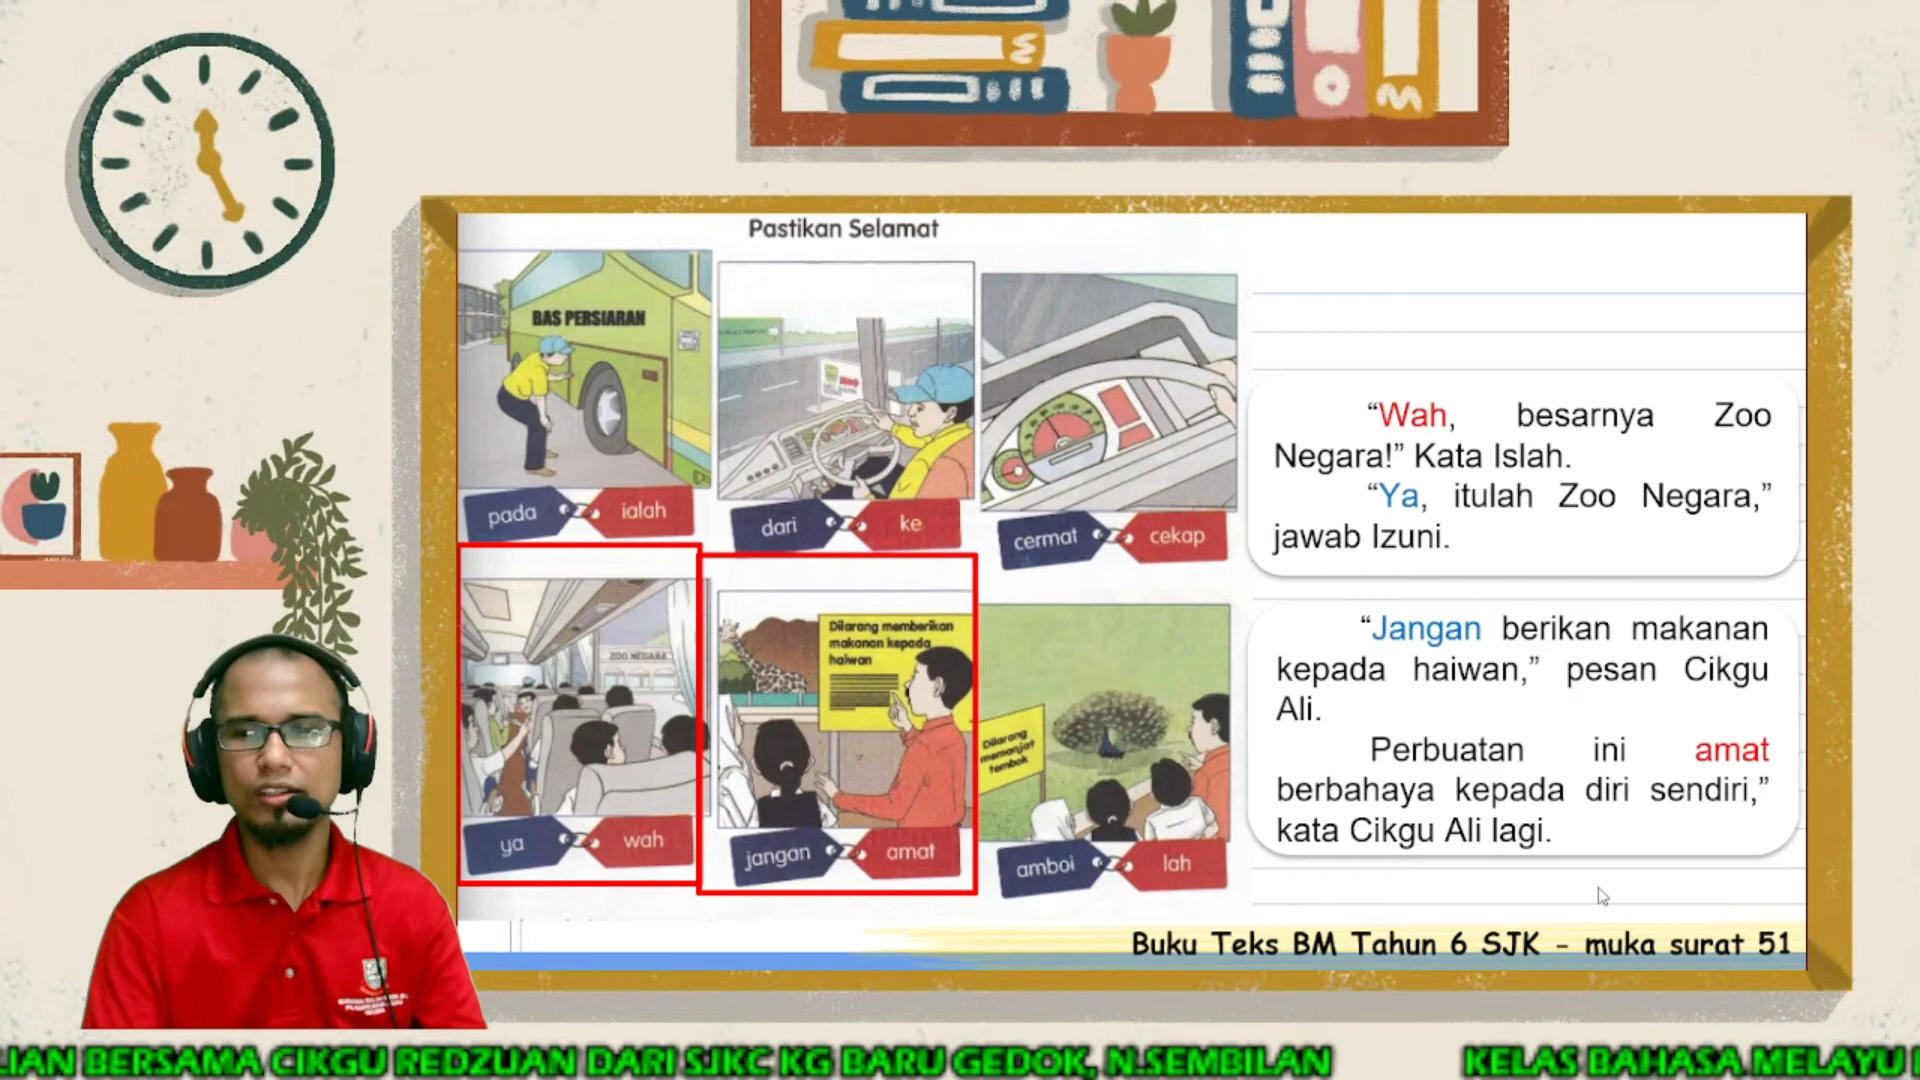 Pastikan Selamat
BAS PERSIARAN
pada ialah
dari ke
cermat cekap
ZOO NEGARA
ya wah
Dilarang memberikan
makanan kepada
haiwan
jangan amat
Dilarang
memanjat
tembok
amboi lah
“Wah, besarnya Zoo
Negara!” Kata Islah.
“Ya, itulah Zoo Negara,”
jawab Izuni.
“Jangan berikan makanan
kepada haiwan,” pesan Cikgu
Ali.
Perbuatan ini amat
berbahaya kepada diri sendiri,”
kata Cikgu Ali lagi.
Buku Teks BM Tahun 6 SJK - muka surat 51
LIAN BERSAMA CIKGU REDZUAN DARI SJKC KG BARU GEDOK, N.SEMBILAN KELAS BAHASA MELAYU